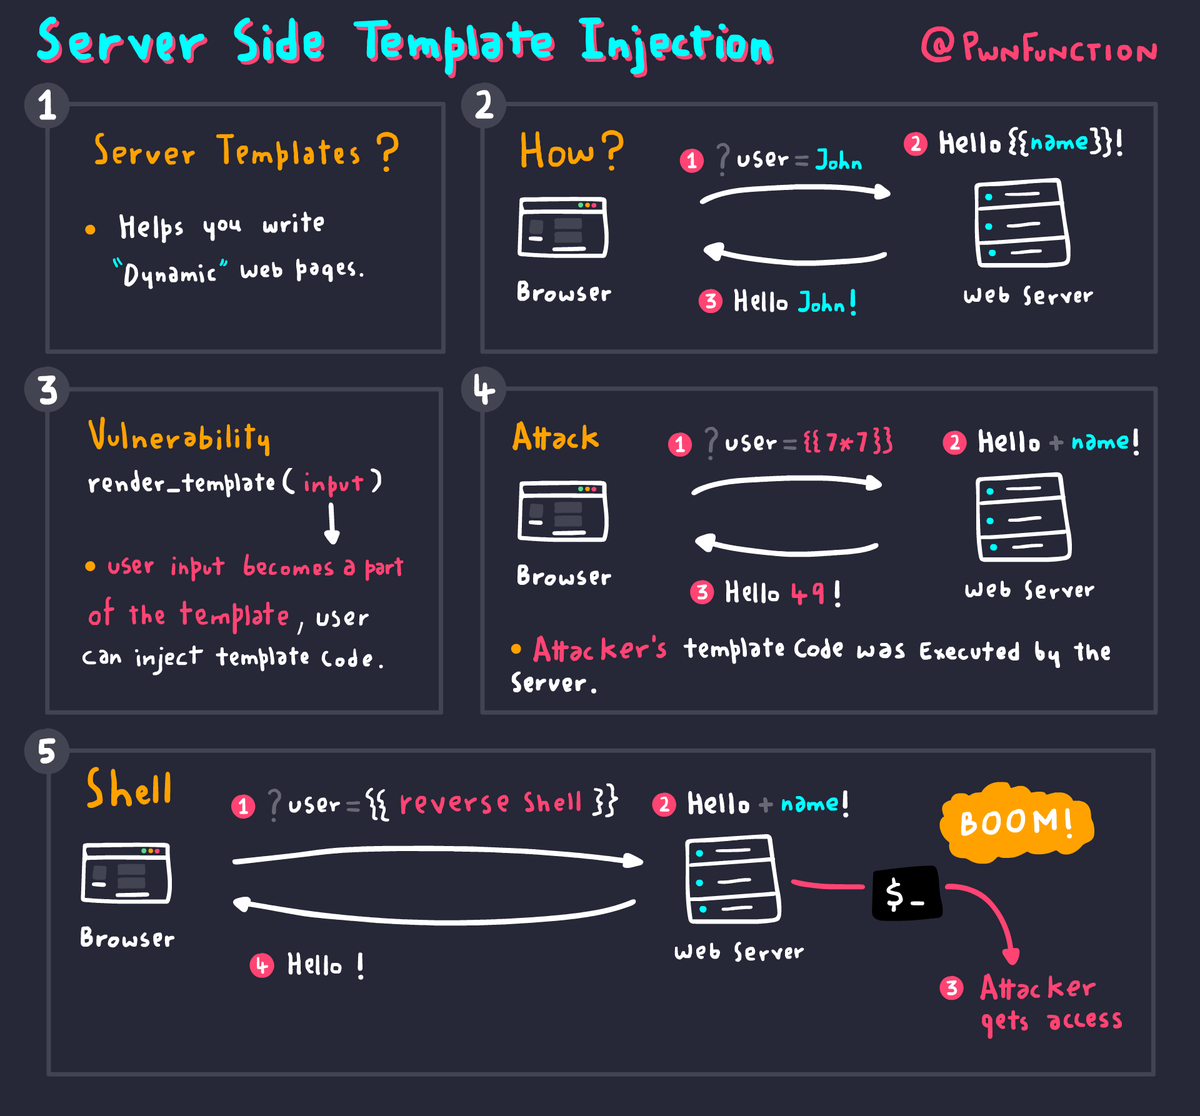 Server Side Template Injection
@PwnFunction
1
Server Templates ?
• Helps you write
"Dynamic" web pages.
2
How?
1 ?user=John
2 Hello {{name}}!
Browser
3 Hello John!
Web Server
3
Vulnerability
render_template(input)
• user input becomes a part
of the template, user
can inject template code.
4
Attack
1 ?user={{7*7}}
2 Hello + name!
Browser
3 Hello 49!
Web Server
• Attacker's template Code was Executed by the
Server.
5
Shell
1 ?user={{ reverse Shell }}
2 Hello + name!
BOOM!
$_
Browser
Web Server
4 Hello !
3 Attacker
gets access